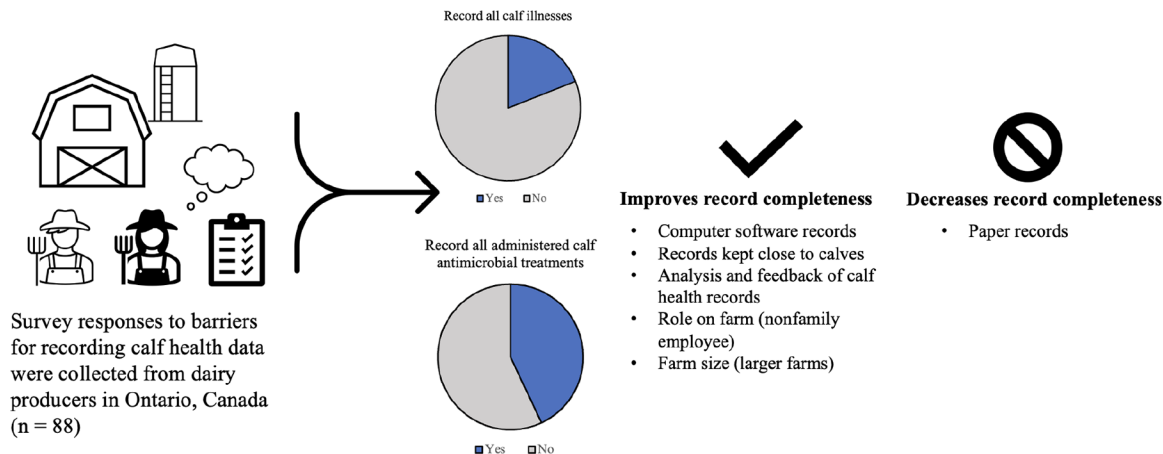 Record all calf illnesses
Yes No
Record all administered calf
antimicrobial treatments
Yes No
Survey responses to barriers
for recording calf health data
were collected from dairy
producers in Ontario, Canada
(n = 88)
Improves record completeness
• Computer software records
• Records kept close to calves
• Analysis and feedback of calf
health records
• Role on farm (nonfamily
employee)
• Farm size (larger farms)
Decreases record completeness
• Paper records